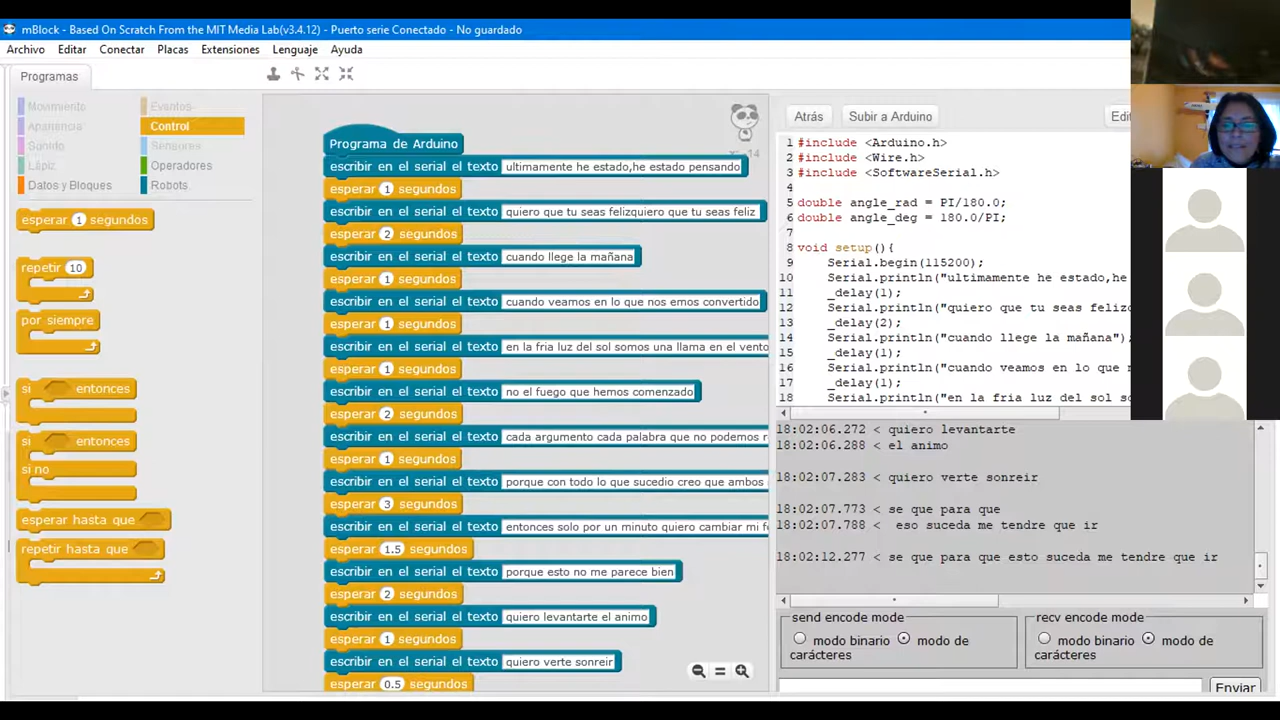 mBlock - Based On Scratch From the MIT Media Lab(v3.4.12) - Puerto serie Conectado - No guardado
Archivo Editar Conectar Placas Extensiones Lenguaje Ayuda
Programas
Movimiento Eventos
Apariencia Control
Sonido Sensores
Lápiz Operadores
Datos y Bloques Robots
esperar 1 segundos
repetir 10
por siempre
si entonces
si entonces
si no
esperar hasta que
repetir hasta que
Programa de Arduino
escribir en el serial el texto ultimamente he estado,he estado pensando
esperar 1 segundos
escribir en el serial el texto quiero que tu seas felizquiero que tu seas feliz
esperar 2 segundos
escribir en el serial el texto cuando llege la mañana
esperar 1 segundos
escribir en el serial el texto cuando veamos en lo que nos emos convertido
esperar 1 segundos
escribir en el serial el texto en la fria luz del sol somos una llama en el vento
esperar 1 segundos
escribir en el serial el texto no el fuego que hemos comenzado
esperar 2 segundos
escribir en el serial el texto cada argumento cada palabra que no podemos r
esperar 1 segundos
escribir en el serial el texto porque con todo lo que sucedio creo que ambos
esperar 3 segundos
escribir en el serial el texto entonces solo por un minuto quiero cambiar mi f
esperar 1.5 segundos
escribir en el serial el texto porque esto no me parece bien
esperar 2 segundos
escribir en el serial el texto quiero levantarte el animo
esperar 1 segundos
escribir en el serial el texto quiero verte sonreir
esperar 0.5 segundos
Atrás Subir a Arduino Edi
1 #include <Arduino.h>
2 #include <Wire.h>
3 #include <SoftwareSerial.h>
4
5 double angle_rad = PI/180.0;
6 double angle_deg = 180.0/PI;
7
8 void setup(){
9 Serial.begin(115200);
10 Serial.println("ultimamente he estado,he
11 _delay(1);
12 Serial.println("quiero que tu seas felizq
13 _delay(2);
14 Serial.println("cuando llege la mañana");
15 _delay(1);
16 Serial.println("cuando veamos en lo que n
17 _delay(1);
18 Serial.println("en la fria luz del sol so
18:02:06.272 < quiero levantarte
18:02:06.288 < el animo
18:02:07.283 < quiero verte sonreir
18:02:07.773 < se que para que
18:02:07.788 < eso suceda me tendre que ir
18:02:12.277 < se que para que esto suceda me tendre que ir
send encode mode
modo binario modo de carácteres
recv encode mode
modo binario modo de carácteres
Enviar